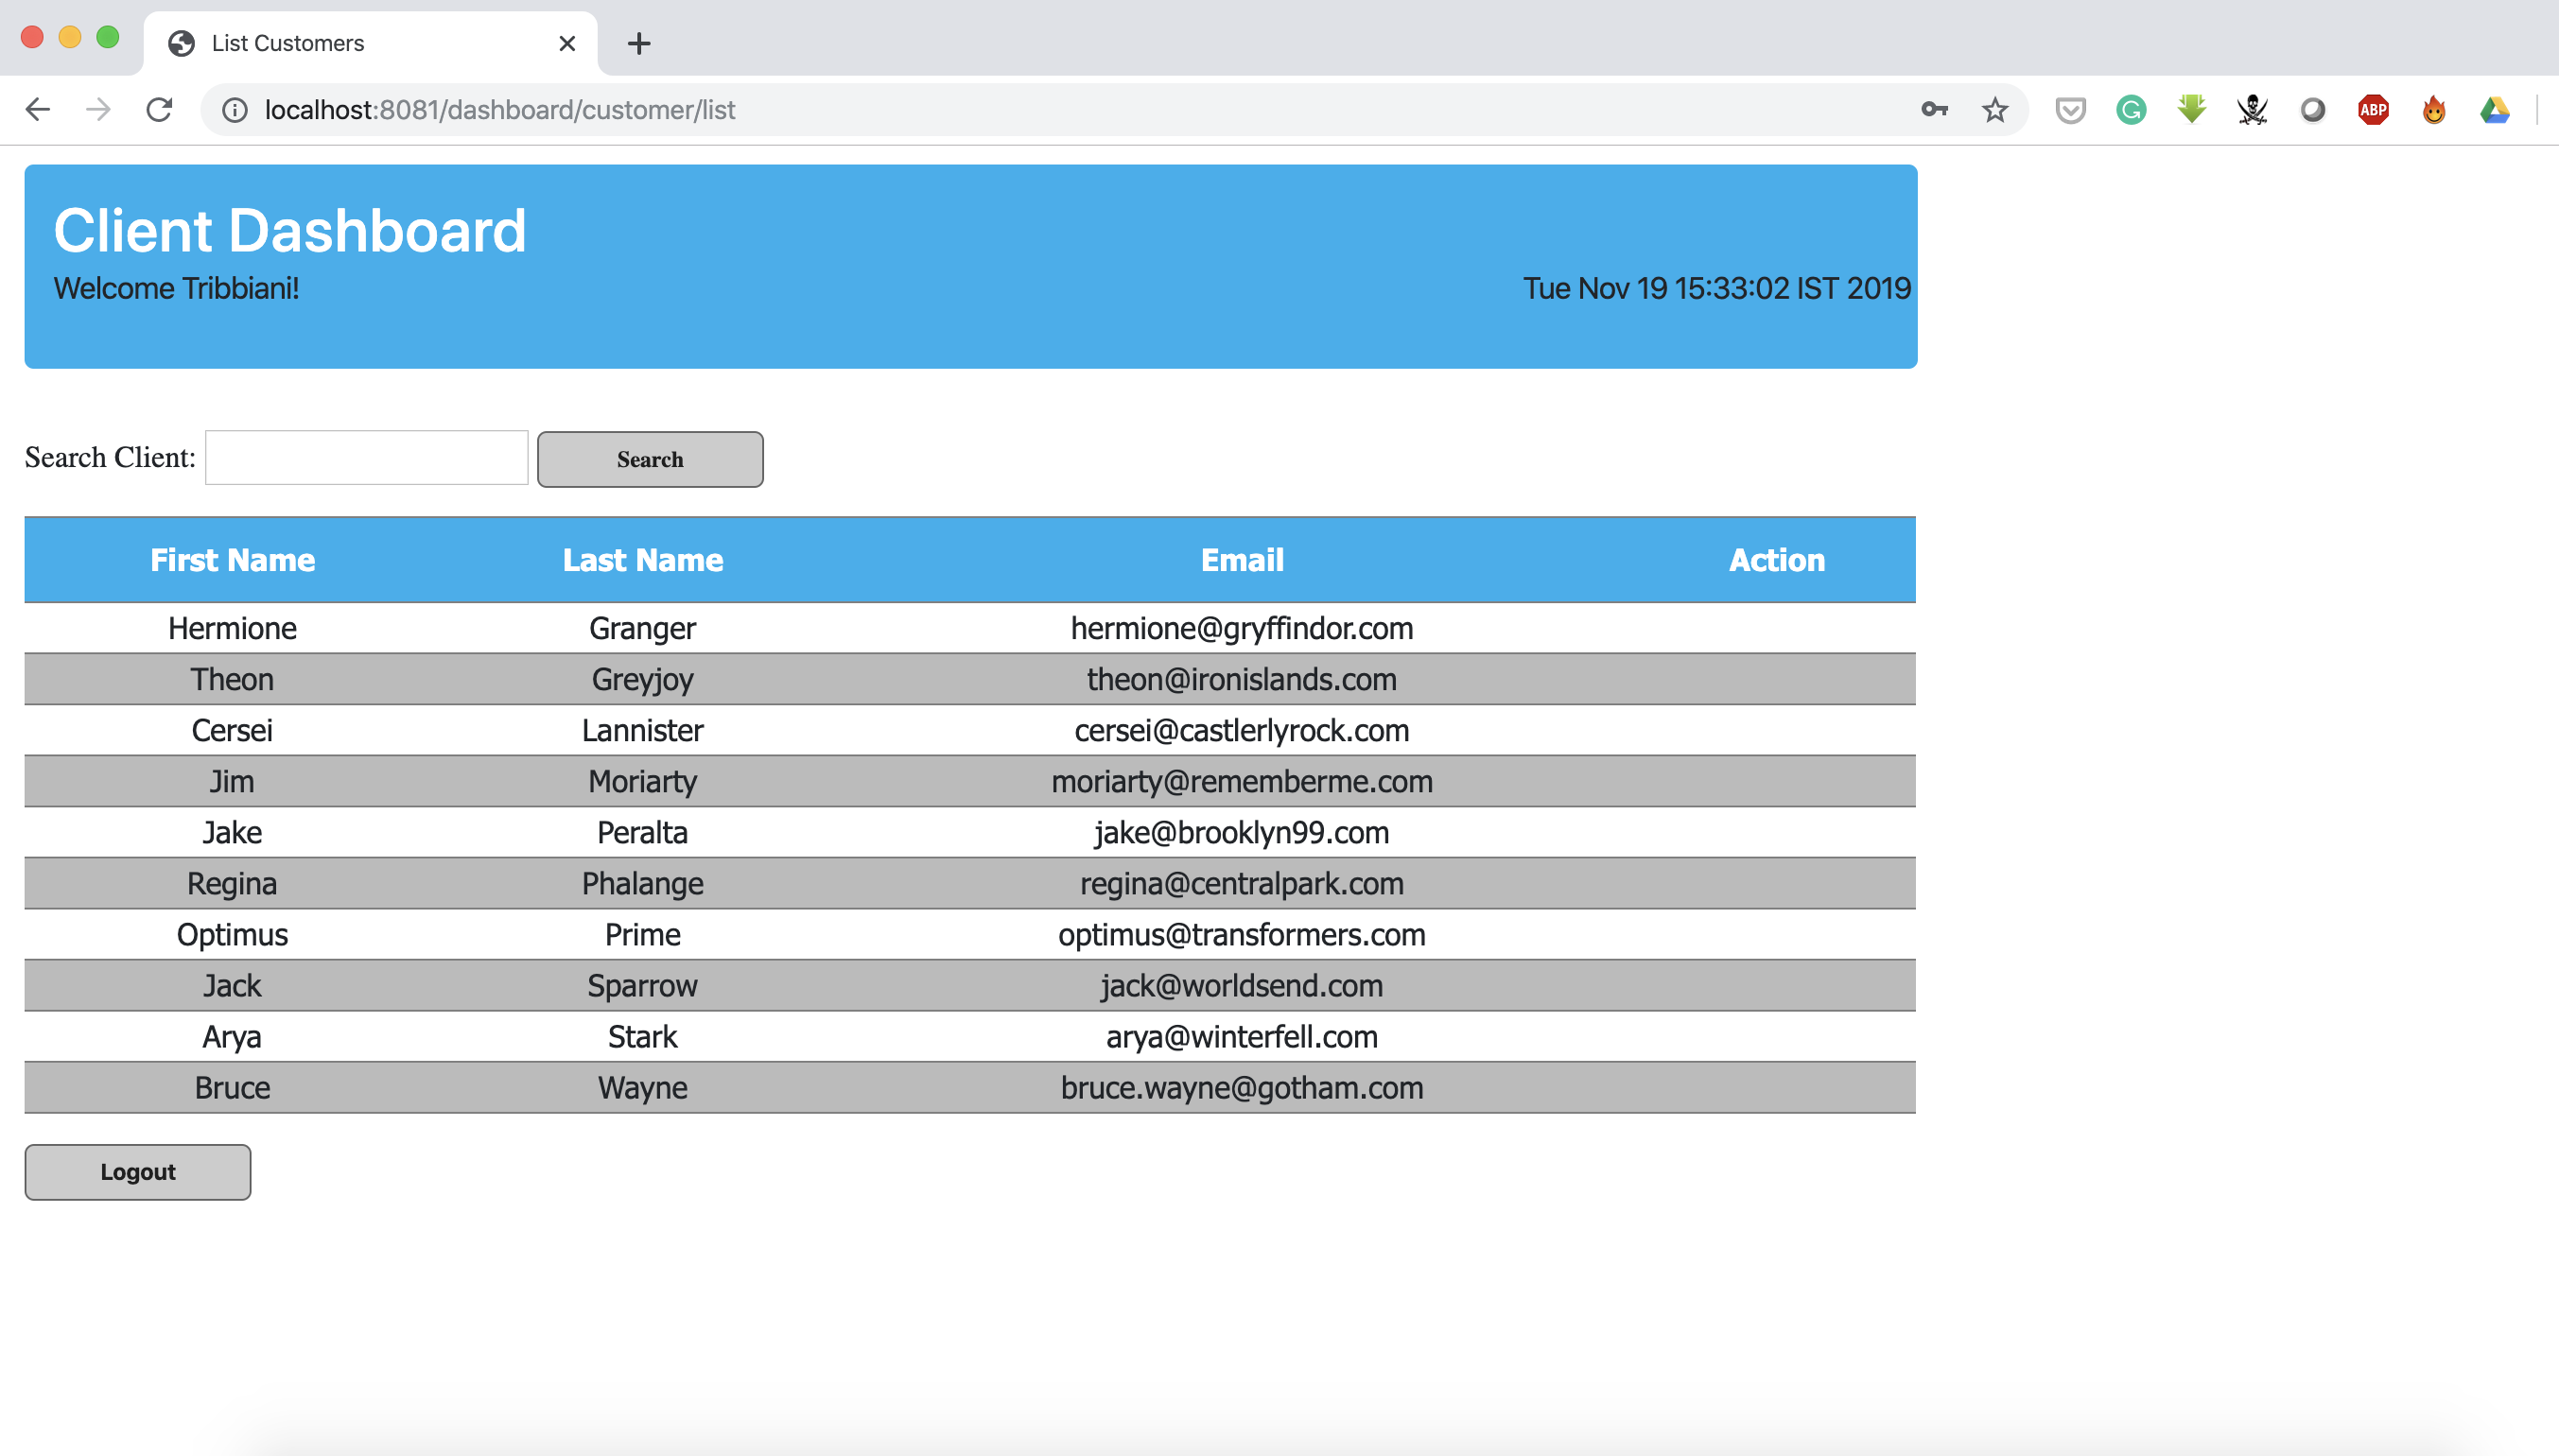 List Customers
localhost:8081/dashboard/customer/list
ABP
Client Dashboard
Welcome Tribbiani! Tue Nov 19 15:33:02 IST 2019
Search Client: Search
First Name Last Name Email Action
Hermione Granger hermione@gryffindor.com
Theon Greyjoy theon@ironislands.com
Cersei Lannister cersei@castlerlyrock.com
Jim Moriarty moriarty@rememberme.com
Jake Peralta jake@brooklyn99.com
Regina Phalange regina@centralpark.com
Optimus Prime optimus@transformers.com
Jack Sparrow jack@worldsend.com
Arya Stark arya@winterfell.com
Bruce Wayne bruce.wayne@gotham.com
Logout